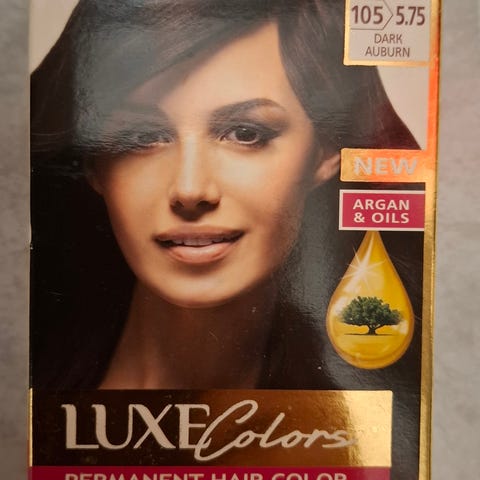 105 5.75
DARK
AUBURN
NEW
ARGAN
& OILS
LUXE Colors
PERMANENT HAIR COLOR